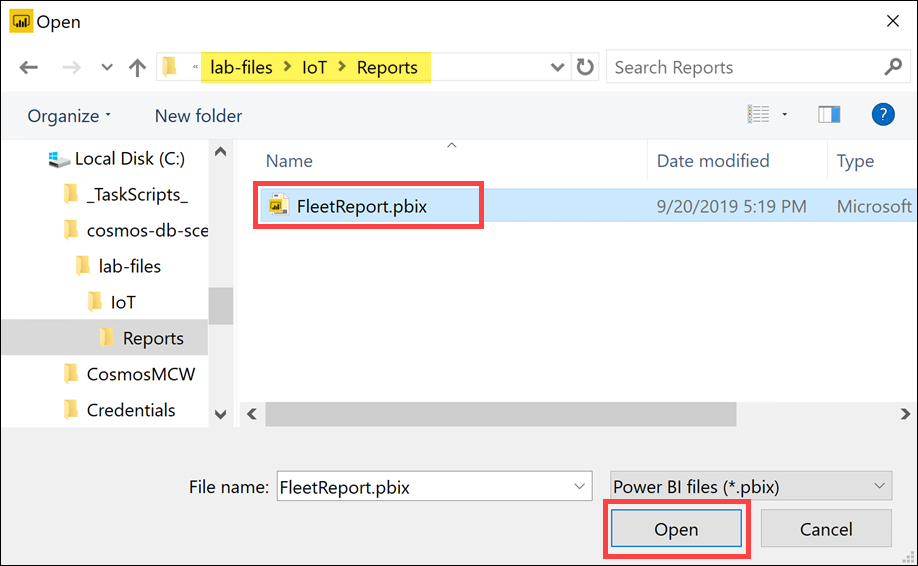 Open
« lab-files > IoT > Reports
Search Reports
Organize
New folder
?
Name
Date modified
Type
Local Disk (C:)
_TaskScripts_
cosmos-db-sce
lab-files
IoT
Reports
CosmosMCW
Credentials
FleetReport.pbix
9/20/2019 5:19 PM
Microsoft
File name:
FleetReport.pbix
Power BI files (*.pbix)
Open
Cancel